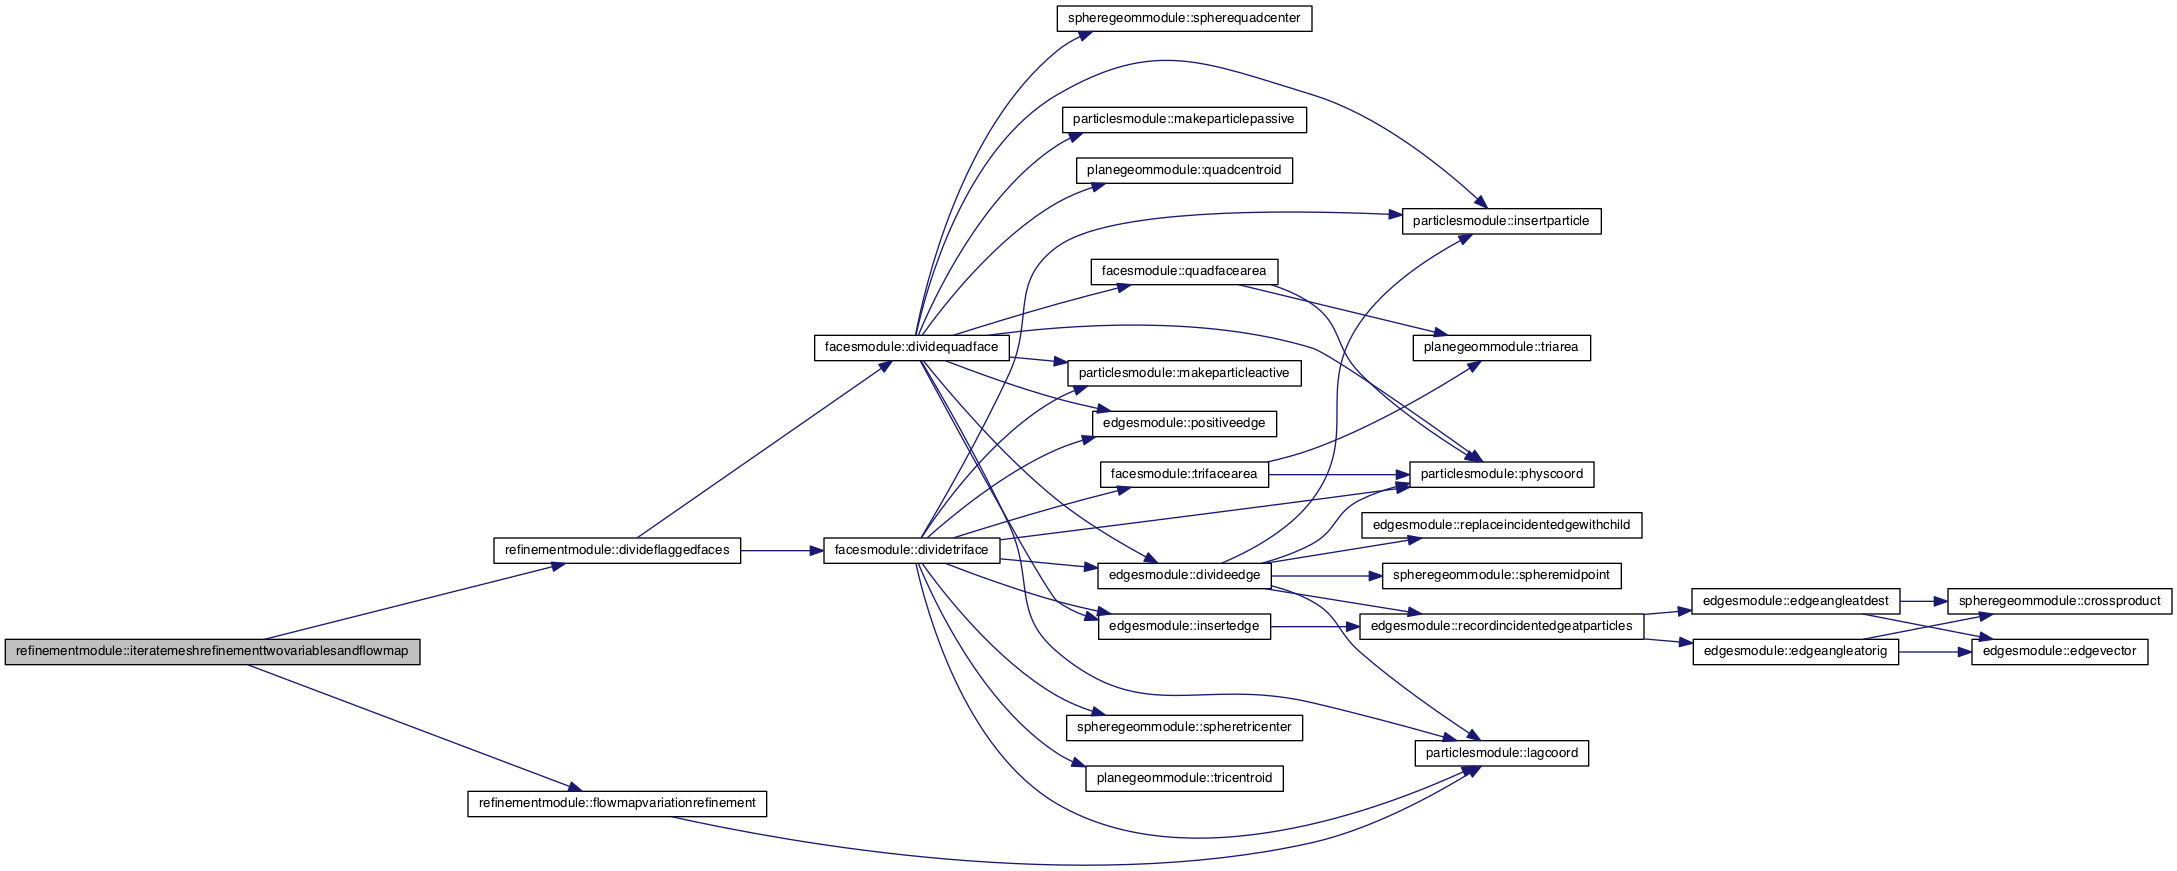 spheregeommodule::spherequadcenter
particlesmodule::makeparticlepassive
planegeommodule::quadcentroid
particlesmodule::insertparticle
facesmodule::quadfacearea
facesmodule::dividequadface
planegeommodule::triarea
particlesmodule::makeparticleactive
edgesmodule::positiveedge
facesmodule::trifacearea
particlesmodule::physcoord
edgesmodule::replaceincidentedgewithchild
refinementmodule::divideflaggedfaces
facesmodule::dividetriface
edgesmodule::divideedge
spheregeommodule::spheremidpoint
edgesmodule::edgeangleatdest
spheregeommodule::crossproduct
edgesmodule::insertedge
edgesmodule::recordincidentedgeatparticles
refinementmodule::iteratemeshrefinementtwovariablesandflowmap
edgesmodule::edgeangleatorig
edgesmodule::edgevector
spheregeommodule::spheretricenter
particlesmodule::lagcoord
planegeommodule::tricentroid
refinementmodule::flowmapvariationrefinement